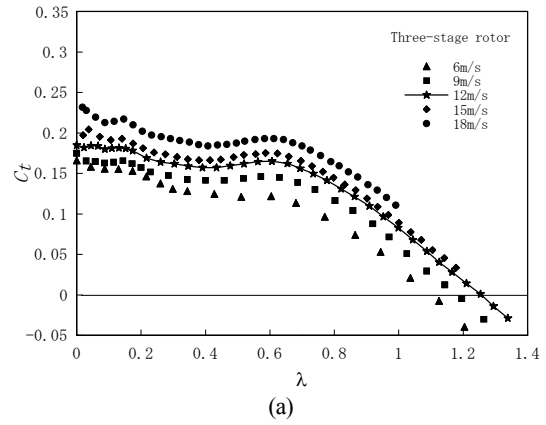 0.35
0.3
0.25
0.2
0.15
0.1
0.05
0
-0.05
Ct
Three-stage rotor
6m/s
9m/s
12m/s
15m/s
18m/s
0 0.2 0.4 0.6 0.8 1 1.2 1.4
λ
(a)